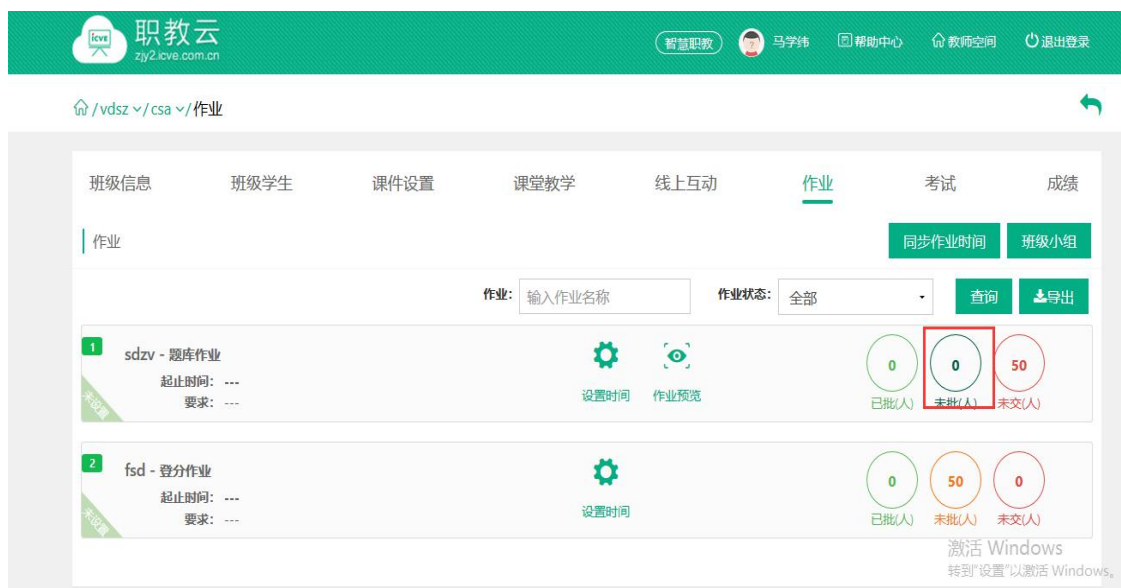 icve 职教云
zjy2.icve.com.cn
智慧职教 马学纬 帮助中心 教师空间 退出登录
/vdsz /csa /作业
班级信息 班级学生 课件设置 课堂教学 线上互动 作业 考试 成绩
作业 同步作业时间 班级小组
作业: 输入作业名称 作业状态: 全部 查询 导出
1 sdzv - 题库作业 0 0 50
起止时间: ---
未设置 要求: --- 设置时间 作业预览 已批(人) 未批(人) 未交(人)
2 fsd - 登分作业 0 50 0
起止时间: ---
未设置 要求: --- 设置时间 已批(人) 未批(人) 未交(人)
激活 Windows
转到"设置"以激活 Windows。